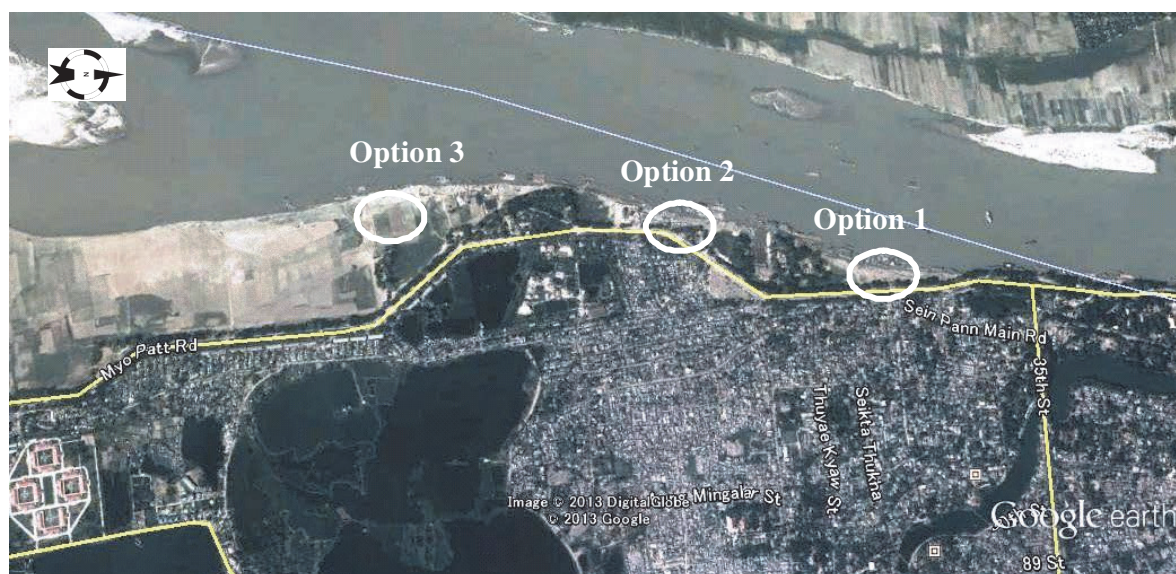 N
Option 3
Option 2
Option 1
Sein Pann Main Rd
Myo Patt Rd
35th St
Thuyae Kyaw St.
Seikta Thukha
Image © 2013 DigitalGlobe
Mingalar St
© 2013 Google
Google earth
89 St